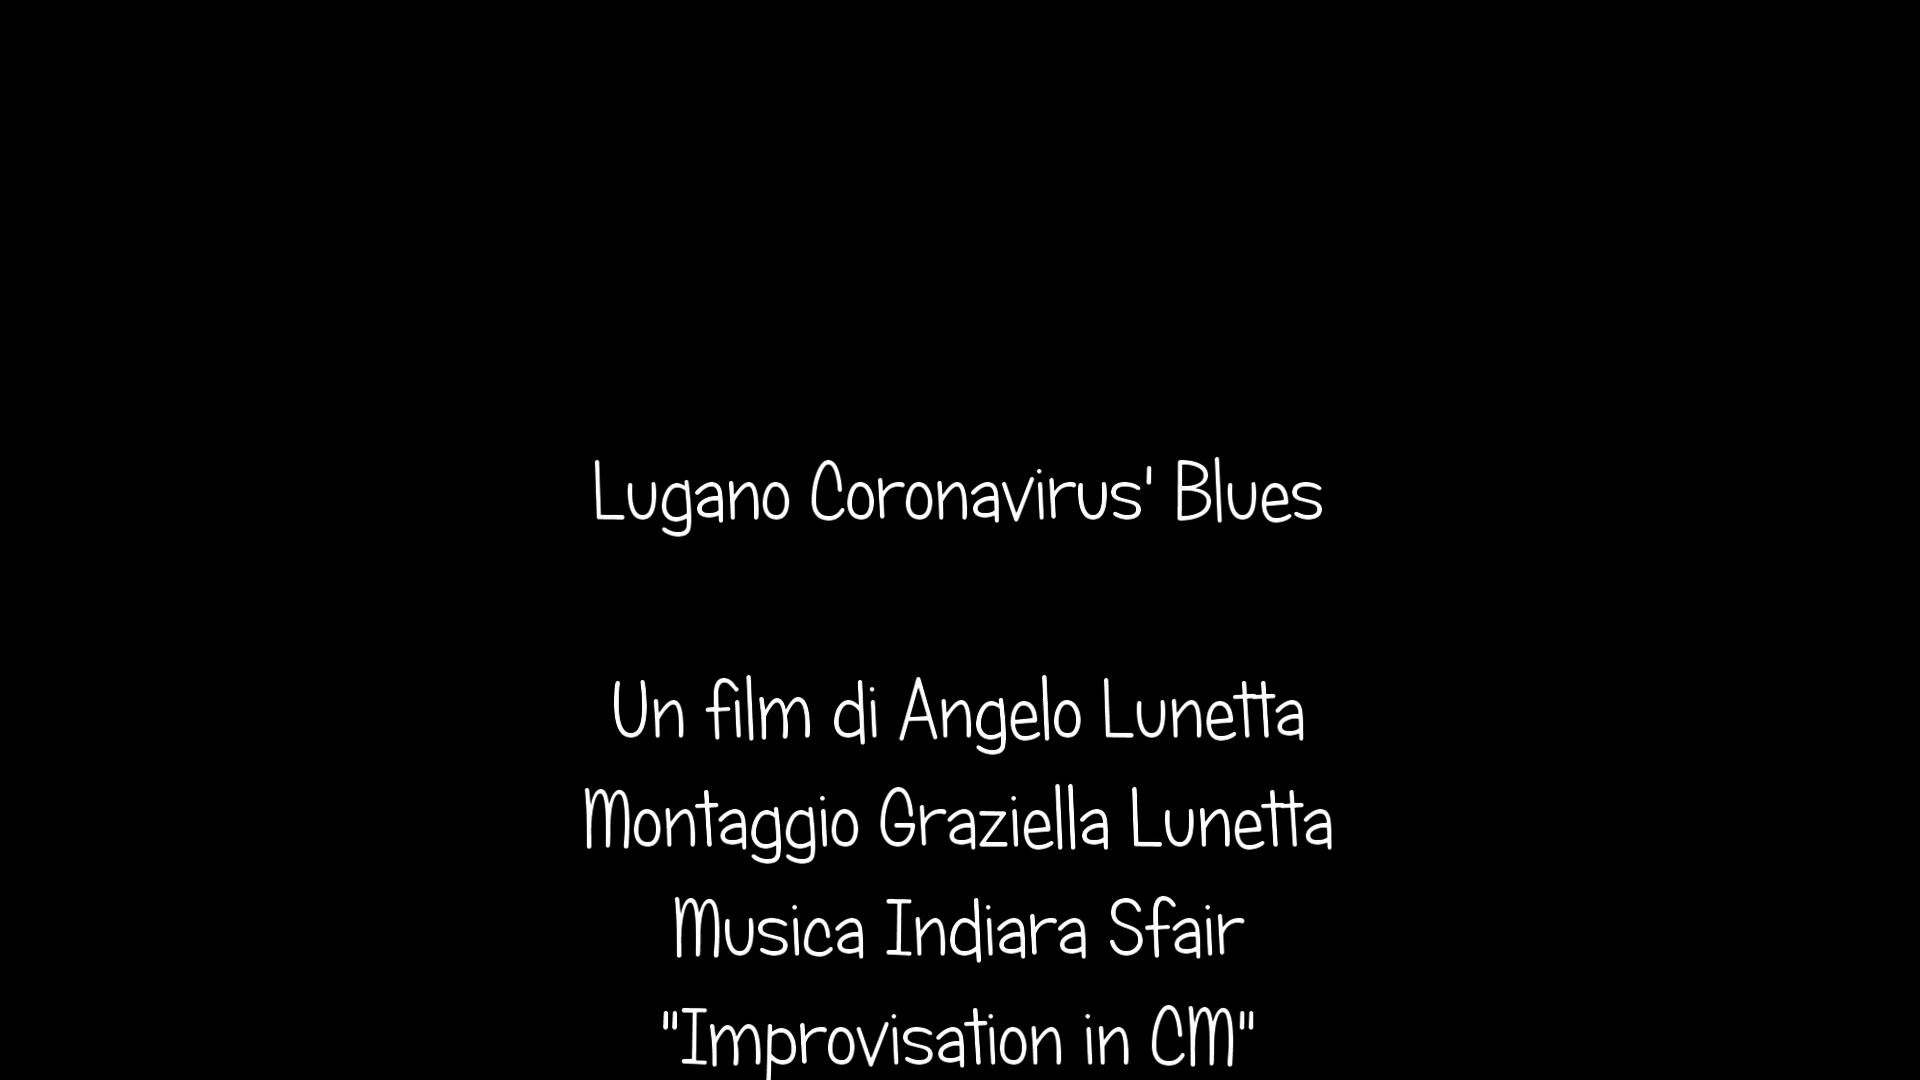 Lugano Coronavirus' Blues
Un film di Angelo Lunetta
Montaggio Graziella Lunetta
Musica Indiara Sfair
"Improvisation in CM"